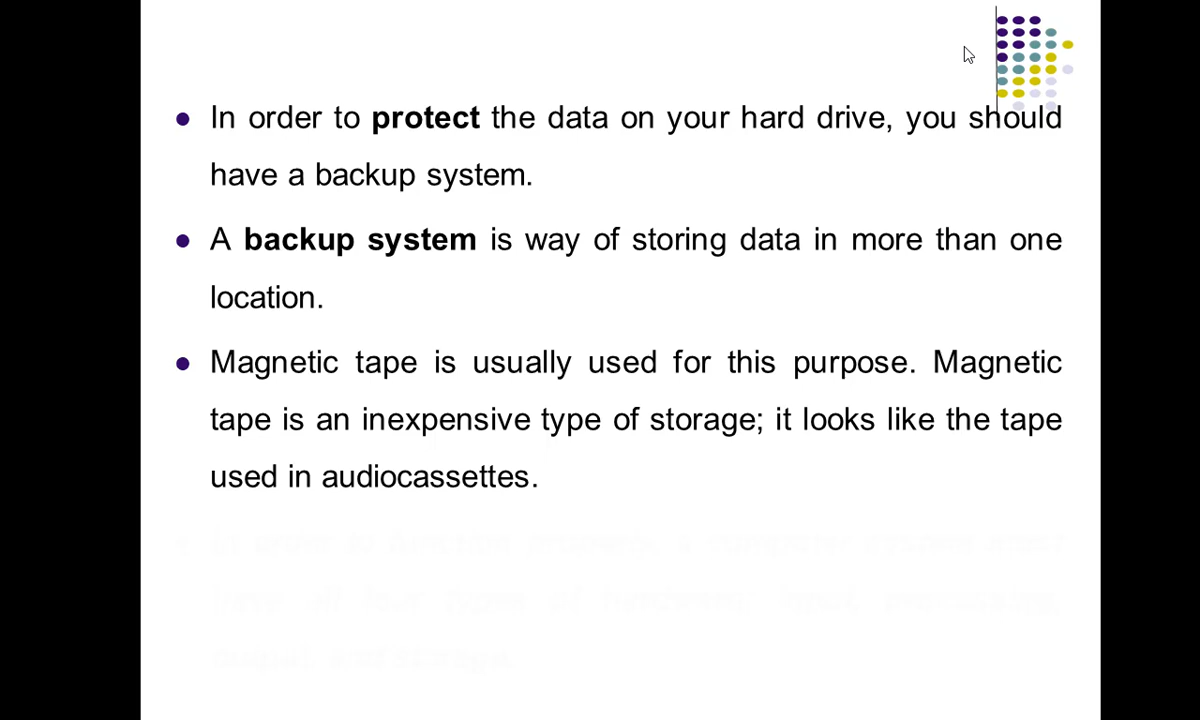 In order to protect the data on your hard drive, you should
have a backup system.
A backup system is way of storing data in more than one
location.
Magnetic tape is usually used for this purpose. Magnetic
tape is an inexpensive type of storage; it looks like the tape
used in audiocassettes.